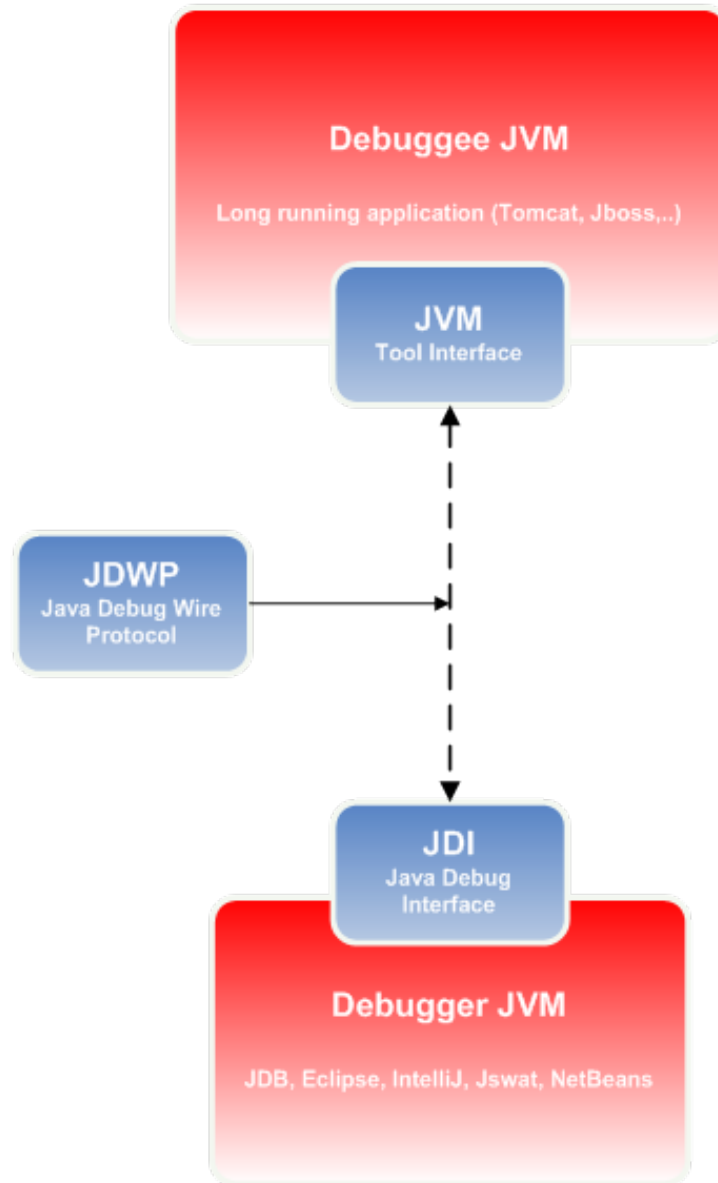 Debuggee JVM
Long running application (Tomcat, Jboss,..)
JVM
Tool Interface
JDWP
Java Debug Wire
Protocol
JDI
Java Debug
Interface
Debugger JVM
JDB, Eclipse, IntelliJ, Jswat, NetBeans